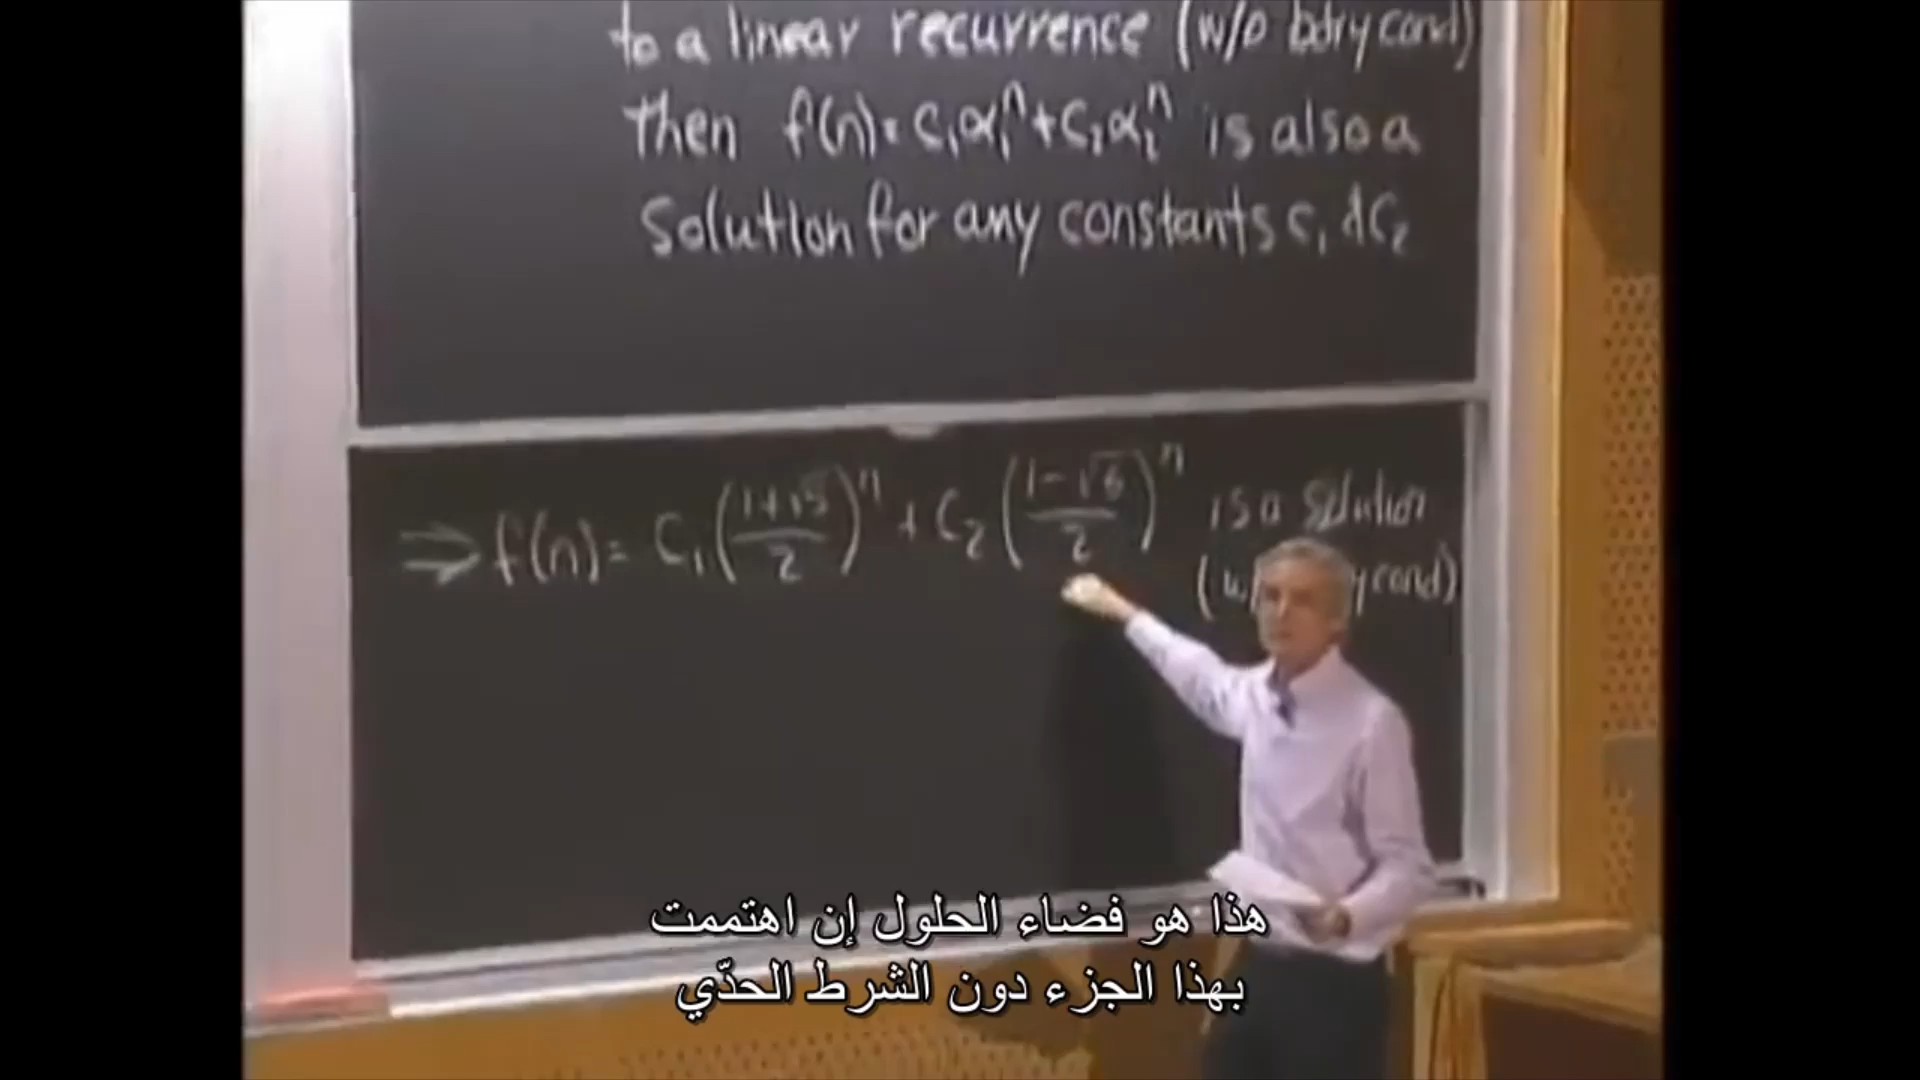 to a linear recurrence (w/o bdry cond)
then f(n) = c₁α₁ⁿ + c₂α₂ⁿ is also a
Solution for any constants c₁ & c₂
⇒ f(n) = c₁((1+√5)/2)ⁿ + c₂((1-√5)/2)ⁿ is a solution
cond)
هذا هو فضاء الحلول إن اهتممت
بهذا الجزء دون الشرط الحدّي